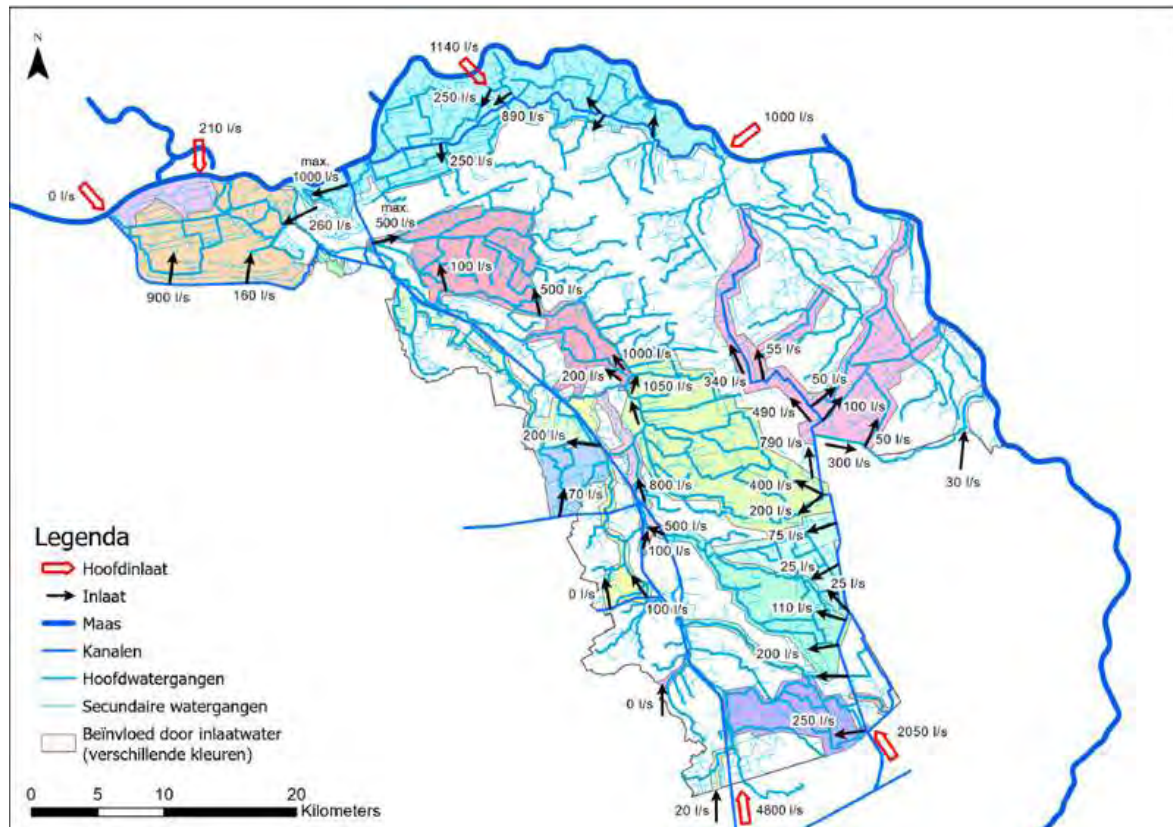 N
1140 l/s
250 l/s
890 l/s
1000 l/s
210 l/s
250 l/s
max.
1000 l/s
0 l/s
max.
500 l/s
260 l/s
100 l/s
900 l/s
160 l/s
500 l/s
1000 l/s
55 l/s
200 l/s
1050 l/s
340 l/s
50 l/s
490 l/s
100 l/s
200 l/s
790 l/s
50 l/s
300 l/s
30 l/s
70 l/s
800 l/s
400 l/s
200 l/s
500 l/s
75 l/s
100 l/s
25 l/s
25 l/s
0 l/s
100 l/s
110 l/s
200 l/s
0 l/s
250 l/s
2050 l/s
20 l/s
4800 l/s
Legenda
Hoofdinlaat
Inlaat
Maas
Kanalen
Hoofdwatergangen
Secundaire watergangen
Beïnvloed door inlaatwater
(verschillende kleuren)
0 5 10 20
Kilometers